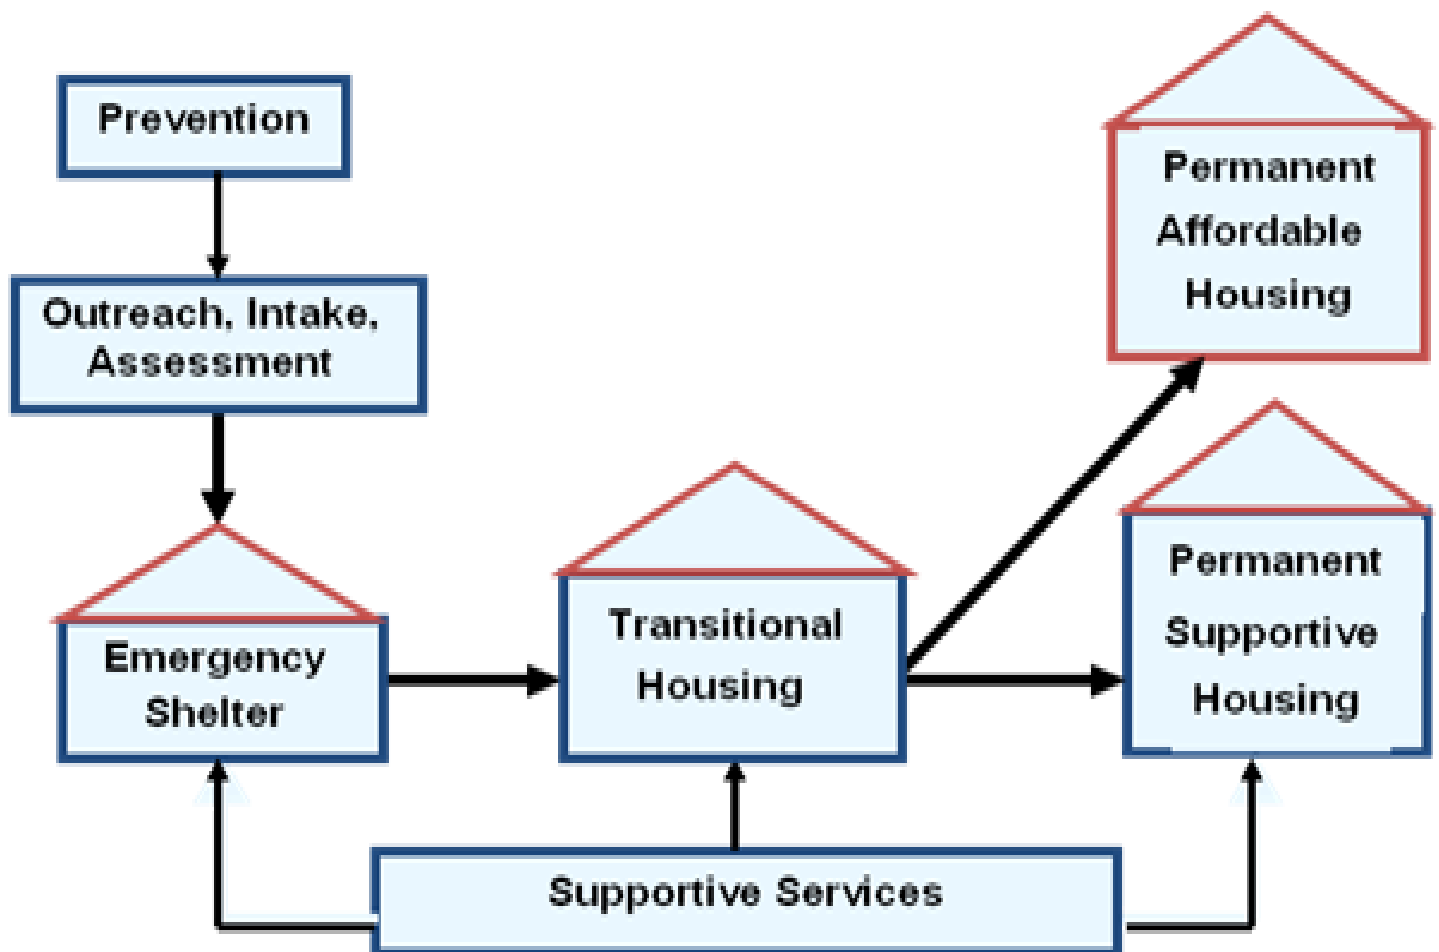 Prevention
Outreach, Intake,
Assessment
Emergency
Shelter
Transitional
Housing
Permanent
Affordable
Housing
Permanent
Supportive
Housing
Supportive Services